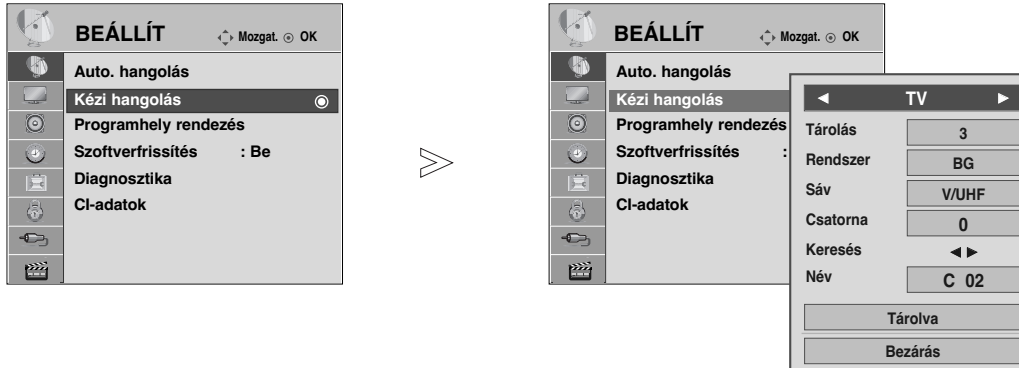 BEÁLLÍT Mozgat. OK
Auto. hangolás
Kézi hangolás
Programhely rendezés
Szoftverfrissítés : Be
Diagnosztika
CI-adatok
BEÁLLÍT Mozgat. OK
Auto. hangolás
Kézi hangolás
Programhely rendezés
Szoftverfrissítés :
Diagnosztika
CI-adatok
◄ TV ►
Tárolás 3
Rendszer BG
Sáv V/UHF
Csatorna 0
Keresés ◄►
Név C 02
Tárolva
Bezárás